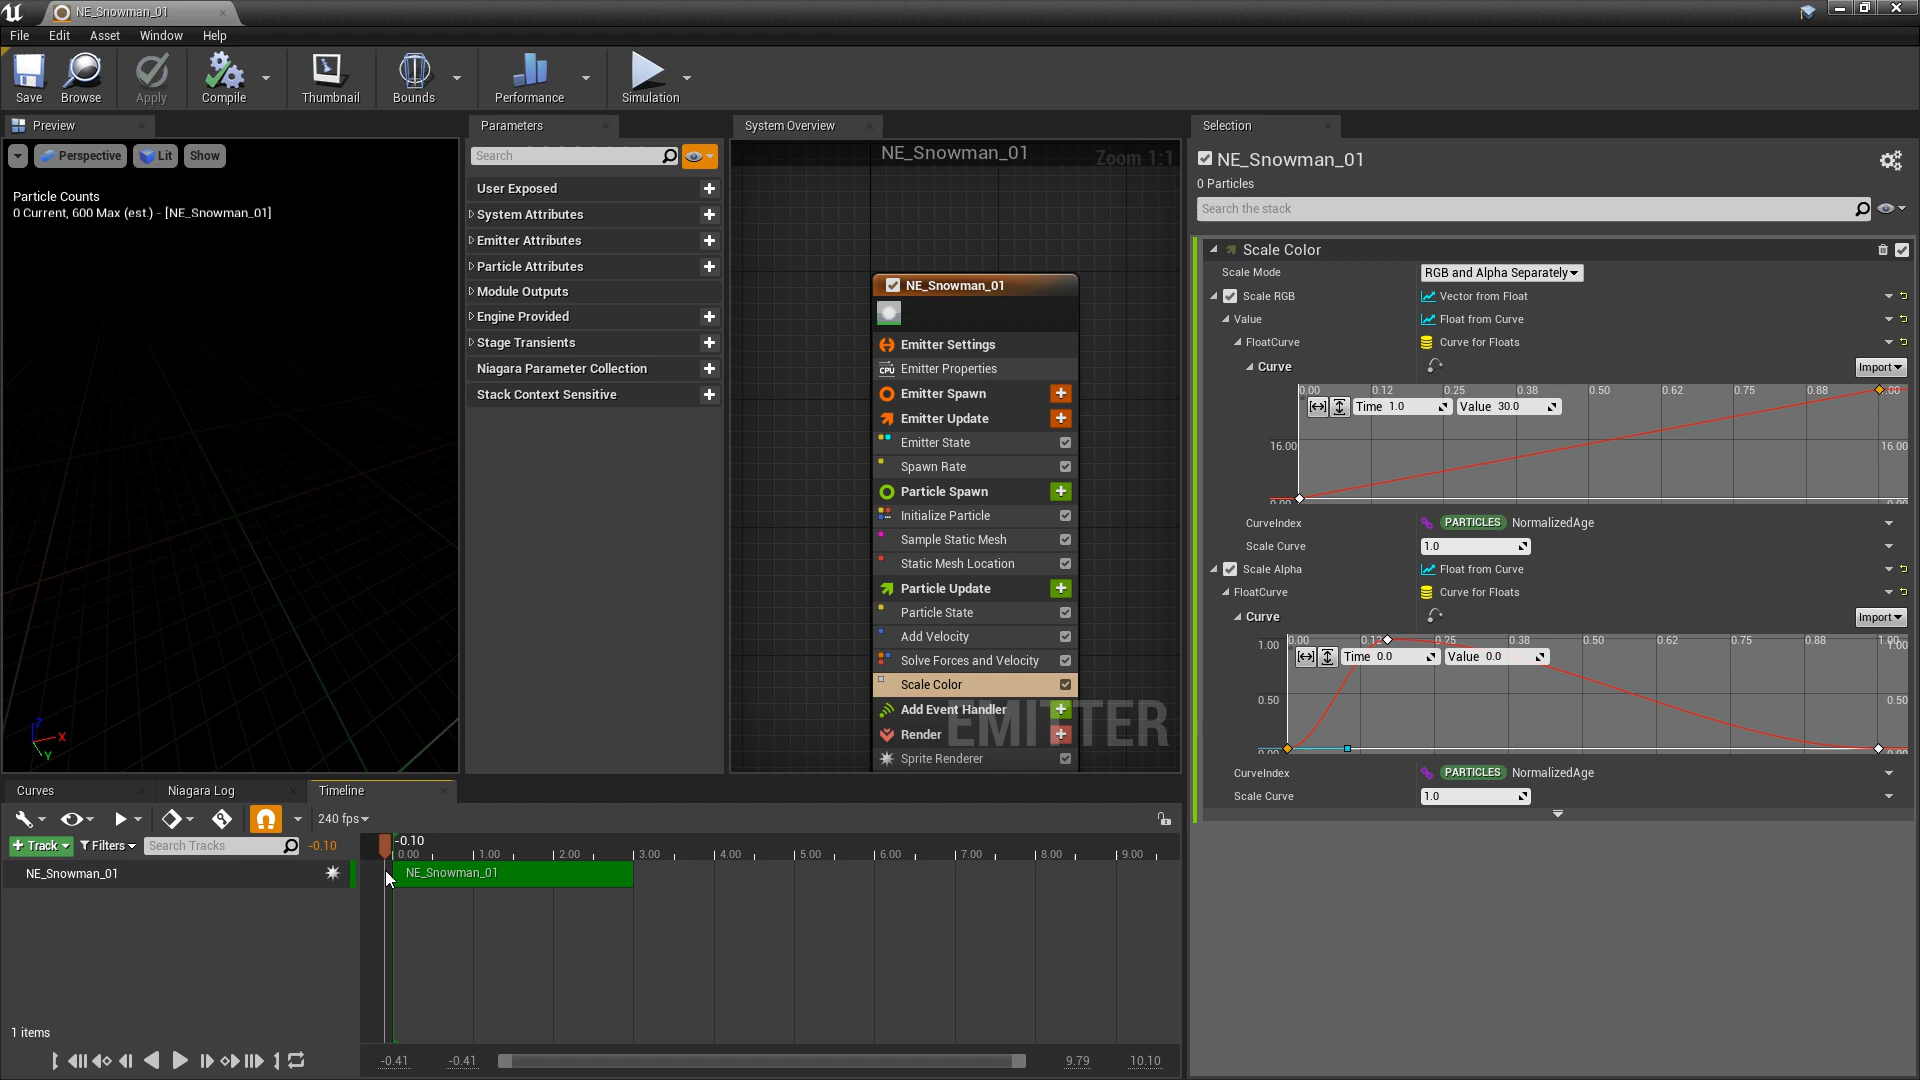 NE_Snowman_01
File Edit Asset Window Help
Save Browse Apply Compile Thumbnail Bounds Performance Simulation
Preview
Perspective Lit Show
Particle Counts
0 Current, 600 Max (est.) - [NE_Snowman_01]
Z
X
Y
Parameters
Search
User Exposed
System Attributes
Emitter Attributes
Particle Attributes
Module Outputs
Engine Provided
Stage Transients
Niagara Parameter Collection
Stack Context Sensitive
System Overview
NE_Snowman_01
Zoom 1:1
NE_Snowman_01
Emitter Settings
CPU Emitter Properties
Emitter Spawn
Emitter Update
Emitter State
Spawn Rate
Particle Spawn
Initialize Particle
Sample Static Mesh
Static Mesh Location
Particle Update
Particle State
Add Velocity
Solve Forces and Velocity
Scale Color
Add Event Handler
Render
Sprite Renderer
EMITTER
Selection
NE_Snowman_01
0 Particles
Search the stack
Scale Color
Scale Mode RGB and Alpha Separately
Scale RGB Vector from Float
Value Float from Curve
FloatCurve Curve for Floats
Curve Import
0.00 0.12 0.25 0.38 0.50 0.62 0.75 0.88 .00
Time 1.0 Value 30.0
16.00 16.00
0.00 0.00
CurveIndex PARTICLES NormalizedAge
Scale Curve 1.0
Scale Alpha Float from Curve
FloatCurve Curve for Floats
Curve Import
0.00 0.12 0.25 0.38 0.50 0.62 0.75 0.88 1.00
1.00 1.00
Time 0.0 Value 0.0
0.50 0.50
0.00 0.00
CurveIndex PARTICLES NormalizedAge
Scale Curve 1.0
Curves Niagara Log Timeline
240 fps
+ Track Filters Search Tracks -0.10
-0.10
0.00 1.00 2.00 3.00 4.00 5.00 6.00 7.00 8.00 9.00
NE_Snowman_01
NE_Snowman_01
1 items
-0.41 -0.41 9.79 10.10